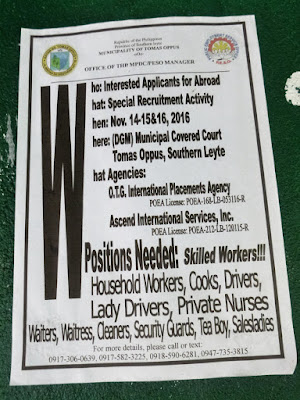 Republic of the Philippines
Province of Southern Leyte
MUNICIPALITY OF TOMAS OPPUS
OFFICE OF THE MPDC/PESO MANAGER
Who: Interested Applicants for Abroad
hat: Special Recruitment Activity
hen: Nov. 14-15&16, 2016
here: (DGM) Municipal Covered Court
Tomas Oppus, Southern Leyte
hat Agencies:
O.T.G. International Placements Agency
POEA License: POEA-168-LB-053116-R
Ascend International Services, Inc.
POEA License: POEA-212-LB-120115-R
Positions Needed: Skilled Workers!!!
Household Workers, Cooks, Drivers,
Lady Drivers, Private Nurses
Waiters, Waitress, Cleaners, Security Guards, Tea Boy, Salesladies
For more details, please call or text:
0917-306-0639, 0917-582-3225, 0918-590-6281, 0947-735-3815